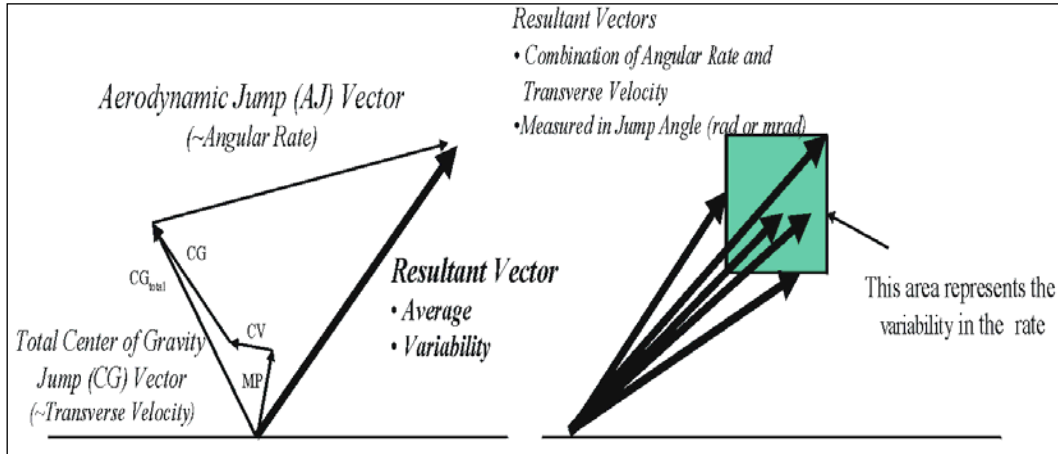 Aerodynamic Jump (AJ) Vector
(~Angular Rate)
CG
CG total
CV
MP
Total Center of Gravity
Jump (CG) Vector
(~Transverse Velocity)
Resultant Vector
• Average
• Variability
Resultant Vectors
• Combination of Angular Rate and
Transverse Velocity
•Measured in Jump Angle (rad or mrad)
This area represents the
variability in the rate